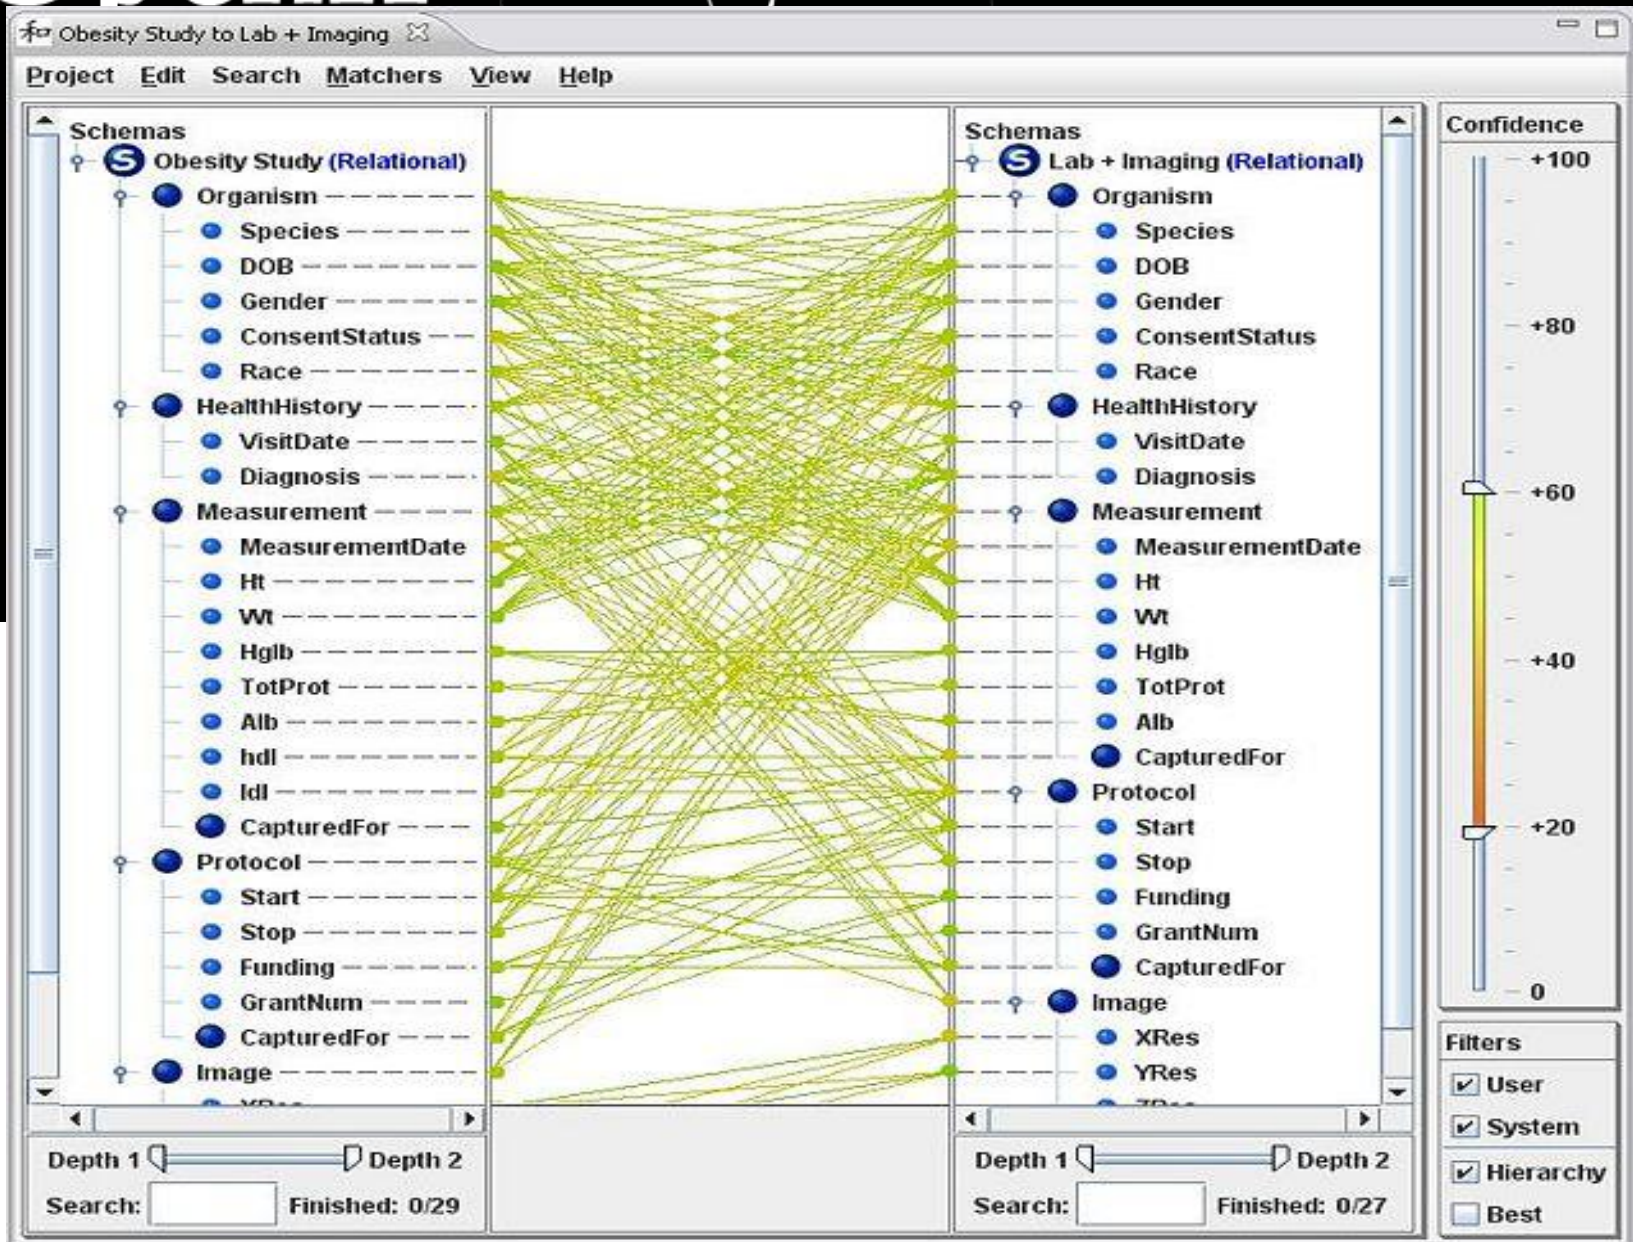 Obesity Study to Lab + Imaging
Project Edit Search Matchers View Help
Schemas
Obesity Study (Relational)
Organism
Species
DOB
Gender
ConsentStatus
Race
HealthHistory
VisitDate
Diagnosis
Measurement
MeasurementDate
Ht
Wt
Hglb
TotProt
Alb
hdl
ldl
CapturedFor
Protocol
Start
Stop
Funding
GrantNum
CapturedFor
Image
Depth 1 Depth 2
Search: Finished: 0/29
Schemas
Lab + Imaging (Relational)
Organism
Species
DOB
Gender
ConsentStatus
Race
HealthHistory
VisitDate
Diagnosis
Measurement
MeasurementDate
Ht
Wt
Hglb
TotProt
Alb
CapturedFor
Protocol
Start
Stop
Funding
GrantNum
CapturedFor
Image
XRes
YRes
Depth 1 Depth 2
Search: Finished: 0/27
Confidence
+100
+80
+60
+40
+20
0
Filters
User
System
Hierarchy
Best